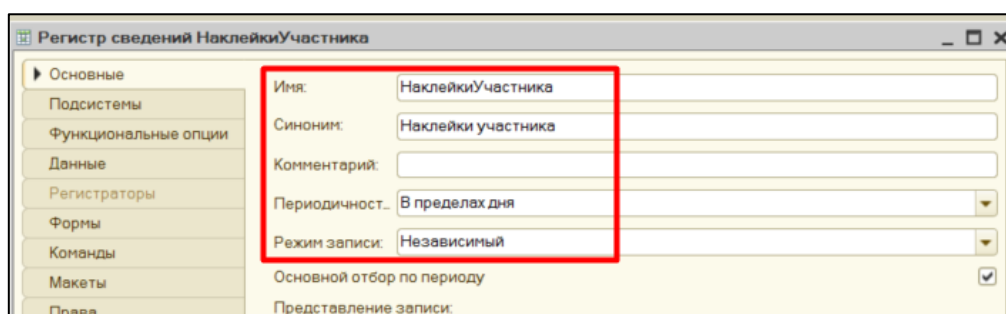 Регистр сведений НаклейкиУчастника
Основные
Подсистемы
Функциональные опции
Данные
Регистраторы
Формы
Команды
Макеты
Права
Имя: НаклейкиУчастника
Синоним: Наклейки участника
Комментарий:
Периодичност... В пределах дня
Режим записи: Независимый
Основной отбор по периоду
Представление записи: